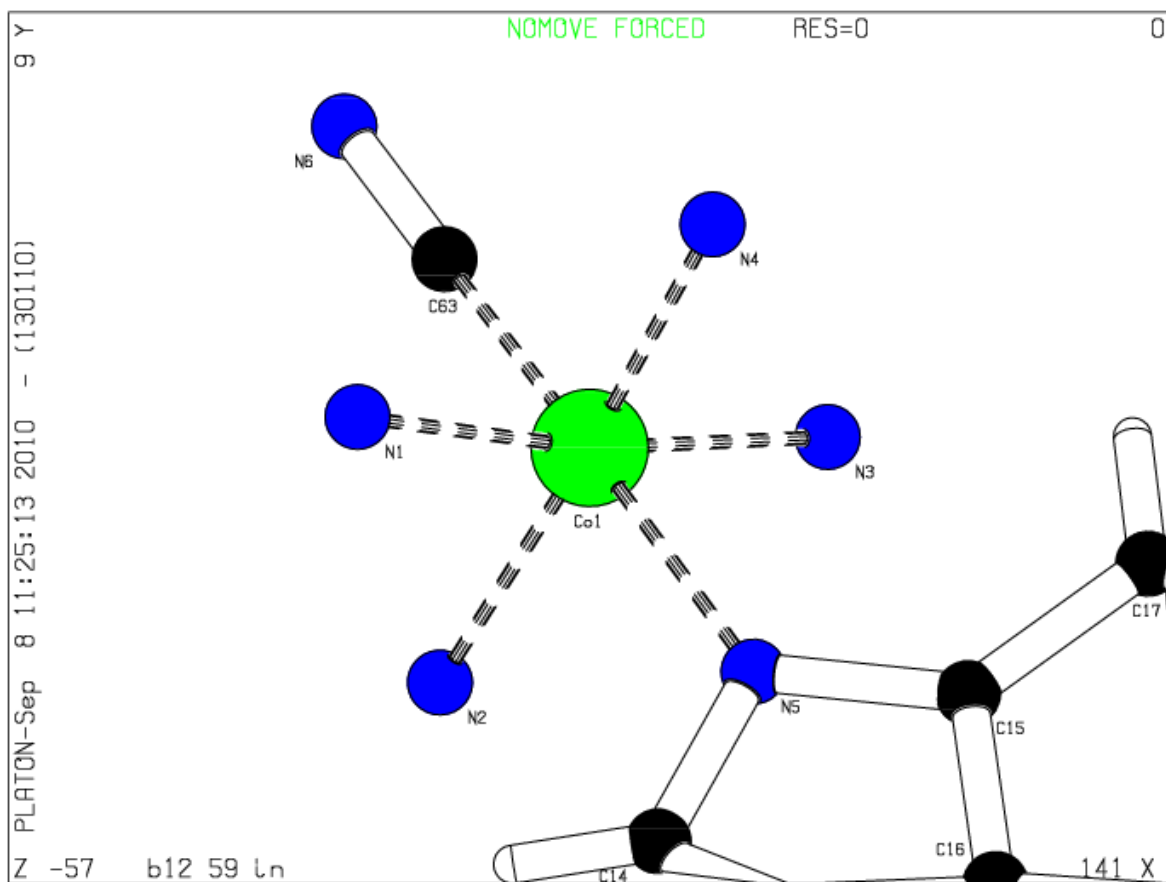 NOMOVE FORCED RES=0 0
9 Y
PLATON-Sep 8 11:25:13 2010 - (130110)
N6
N4
C63
N1
N3
Co1
C17
N2
N5
C15
C16
C14
Z -57 b12 59 ln 141 X